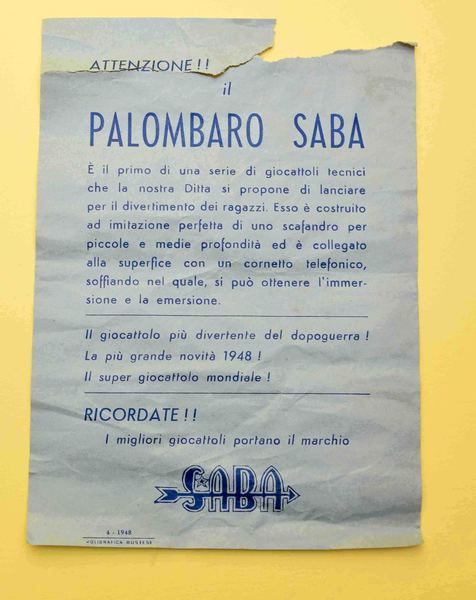 ATTENZIONE!!
il
PALOMBARO SABA
È il primo di una serie di giocattoli tecnici
che la nostra Ditta si propone di lanciare
per il divertimento dei ragazzi. Esso è costruito
ad imitazione perfetta di uno scafandro per
piccole e medie profondità ed è collegato
alla superfice con un cornetto telefonico,
soffiando nel quale, si può ottenere l'immer-
sione e la emersione.
Il giocattolo più divertente del dopoguerra!
La più grande novità 1948!
Il super giocattolo mondiale!
RICORDATE!!
I migliori giocattoli portano il marchio
SABA
4 - 1948
POLIGRAFICA BUSTESE